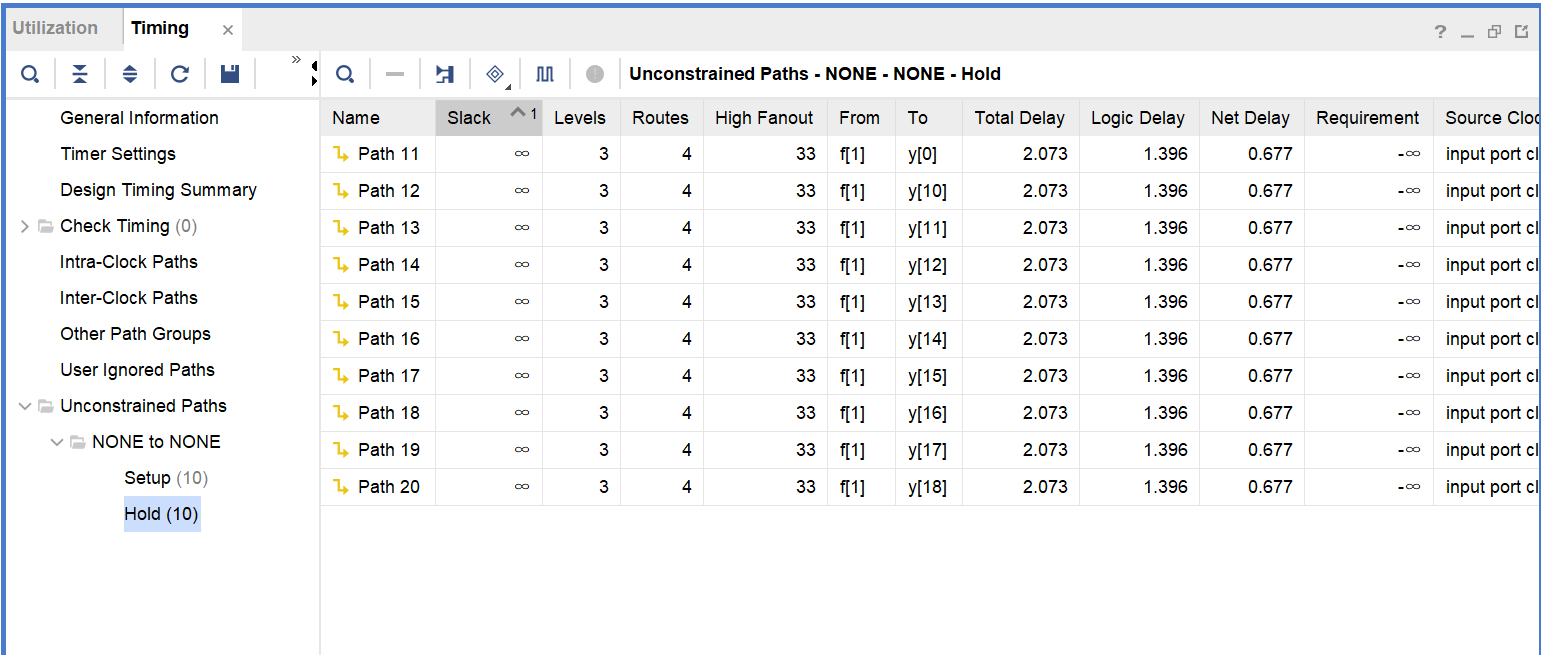 Utilization Timing × ?
» Unconstrained Paths - NONE - NONE - Hold
General Information
Timer Settings
Design Timing Summary
Check Timing (0)
Intra-Clock Paths
Inter-Clock Paths
Other Path Groups
User Ignored Paths
Unconstrained Paths
NONE to NONE
Setup (10)
Hold (10)
Name Slack 1 Levels Routes High Fanout From To Total Delay Logic Delay Net Delay Requirement Source Cloc
Path 11 ∞ 3 4 33 f[1] y[0] 2.073 1.396 0.677 -∞ input port cl
Path 12 ∞ 3 4 33 f[1] y[10] 2.073 1.396 0.677 -∞ input port cl
Path 13 ∞ 3 4 33 f[1] y[11] 2.073 1.396 0.677 -∞ input port cl
Path 14 ∞ 3 4 33 f[1] y[12] 2.073 1.396 0.677 -∞ input port cl
Path 15 ∞ 3 4 33 f[1] y[13] 2.073 1.396 0.677 -∞ input port cl
Path 16 ∞ 3 4 33 f[1] y[14] 2.073 1.396 0.677 -∞ input port cl
Path 17 ∞ 3 4 33 f[1] y[15] 2.073 1.396 0.677 -∞ input port cl
Path 18 ∞ 3 4 33 f[1] y[16] 2.073 1.396 0.677 -∞ input port cl
Path 19 ∞ 3 4 33 f[1] y[17] 2.073 1.396 0.677 -∞ input port cl
Path 20 ∞ 3 4 33 f[1] y[18] 2.073 1.396 0.677 -∞ input port cl